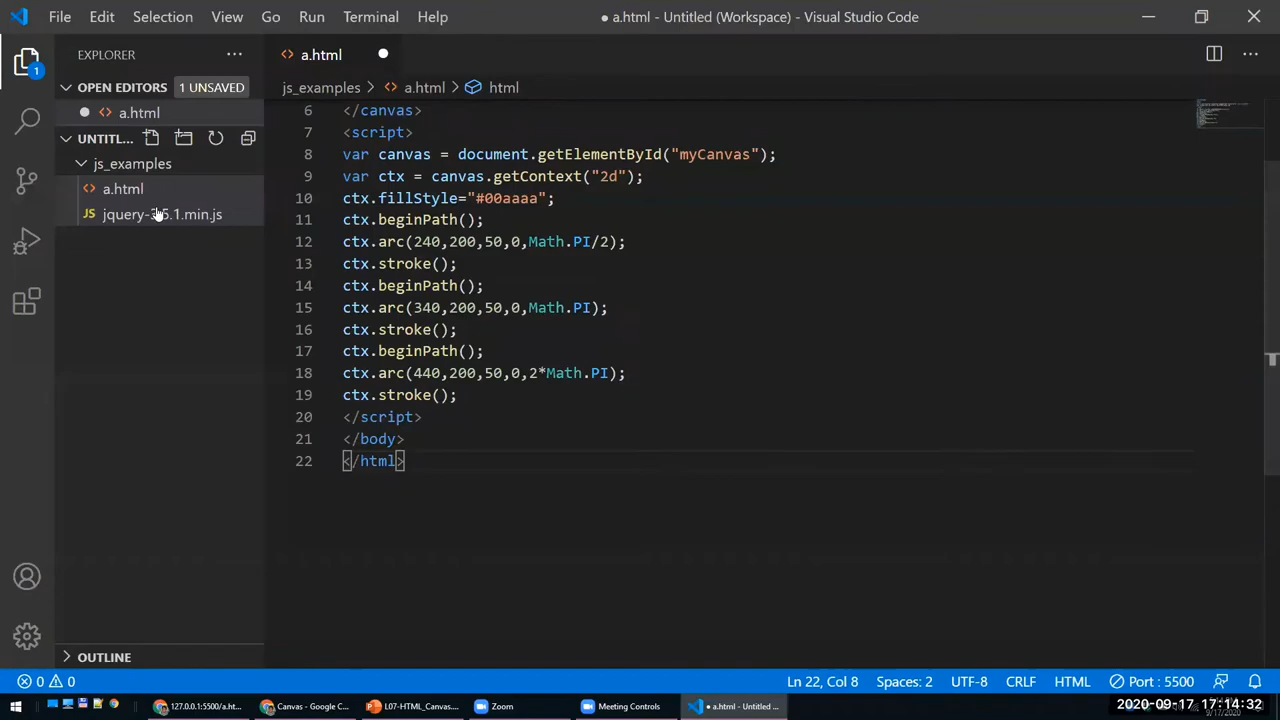 File Edit Selection View Go Run Terminal Help
● a.html - Untitled (Workspace) - Visual Studio Code
EXPLORER
a.html
OPEN EDITORS 1 UNSAVED
js_examples > a.html > html
a.html
UNTITL...
js_examples
a.html
JS jquery-3.5.1.min.js
1
6 </canvas>
7 <script>
8 var canvas = document.getElementById("myCanvas");
9 var ctx = canvas.getContext("2d");
10 ctx.fillStyle="#00aaaa";
11 ctx.beginPath();
12 ctx.arc(240,200,50,0,Math.PI/2);
13 ctx.stroke();
14 ctx.beginPath();
15 ctx.arc(340,200,50,0,Math.PI);
16 ctx.stroke();
17 ctx.beginPath();
18 ctx.arc(440,200,50,0,2*Math.PI);
19 ctx.stroke();
20 </script>
21 </body>
22 </html>
OUTLINE
0 0 Ln 22, Col 8 Spaces: 2 UTF-8 CRLF HTML Port : 5500
127.0.0.1:5500/a.ht... Canvas - Google C... L07-HTML_Canvas.... Zoom Meeting Controls ● a.html - Untitled ...
2020-09-17 17:14:32
9/17/2020